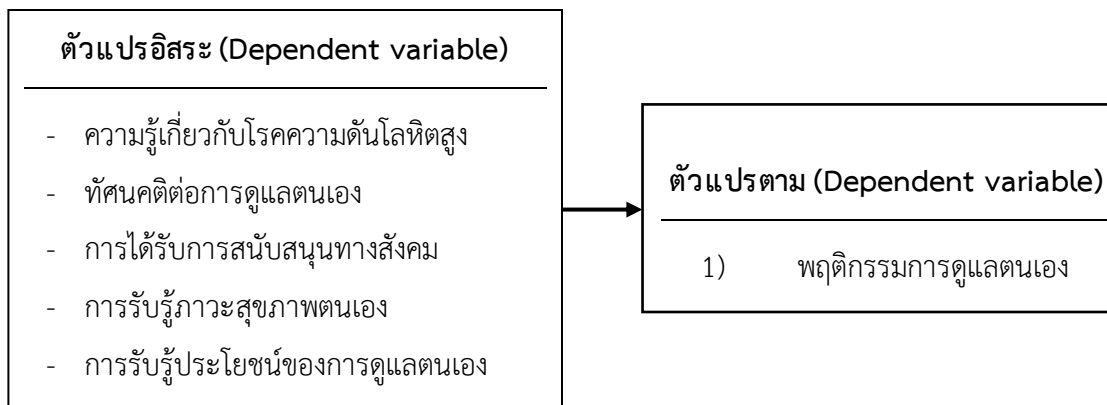 ตัวแปรอิสระ (Dependent variable)
- ความรู้เกี่ยวกับโรคความดันโลหิตสูง
- ทัศนคติต่อการดูแลตนเอง
- การได้รับการสนับสนุนทางสังคม
- การรับรู้ภาวะสุขภาพตนเอง
- การรับรู้ประโยชน์ของการดูแลตนเอง
ตัวแปรตาม (Dependent variable)
1) พฤติกรรมการดูแลตนเอง